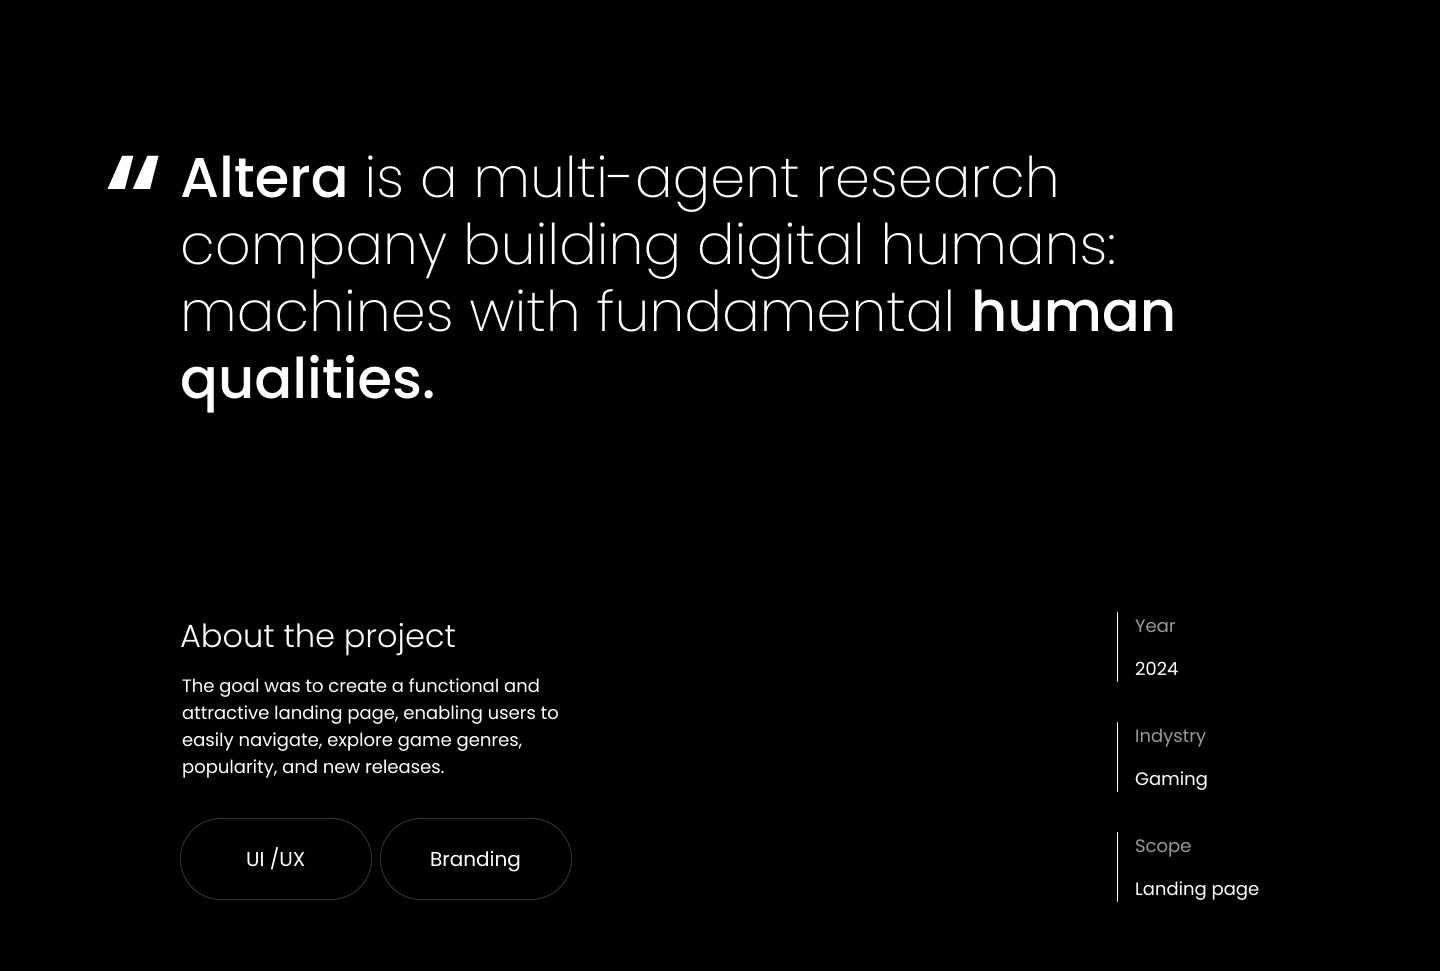 “ Altera is a multi-agent research
company building digital humans:
machines with fundamental human
qualities.
About the project
The goal was to create a functional and
attractive landing page, enabling users to
easily navigate, explore game genres,
popularity, and new releases.
UI /UX
Branding
Year
2024
Indystry
Gaming
Scope
Landing page